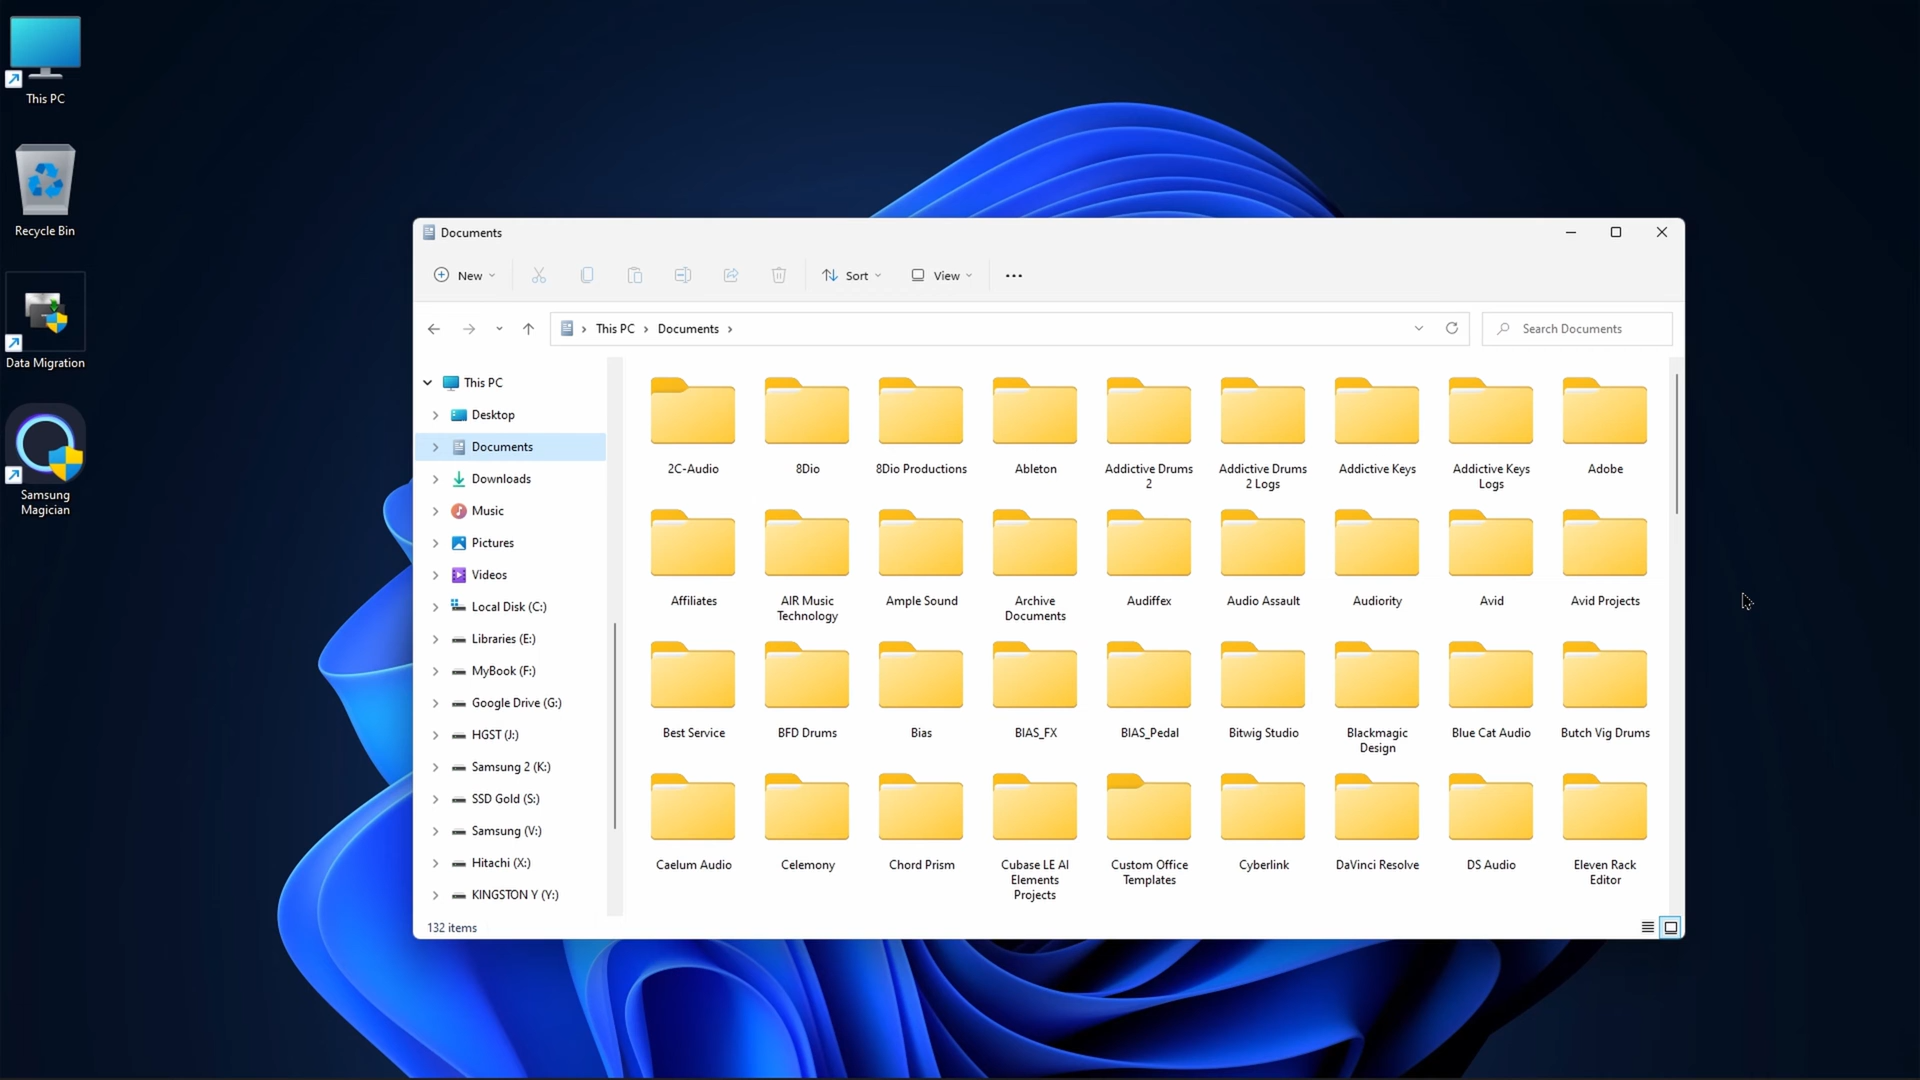 This PC
Recycle Bin
Data Migration
Samsung
Magician
Documents
New
Sort
View
This PC
Documents
Search Documents
This PC
Desktop
Documents
Downloads
Music
Pictures
Videos
Local Disk (C:)
Libraries (E:)
MyBook (F:)
Google Drive (G:)
HGST (J:)
Samsung 2 (K:)
SSD Gold (S:)
Samsung (V:)
Hitachi (X:)
KINGSTON Y (Y:)
2C-Audio
8Dio
8Dio Productions
Ableton
Addictive Drums
2
Addictive Drums
2 Logs
Addictive Keys
Addictive Keys
Logs
Adobe
Affiliates
AIR Music
Technology
Ample Sound
Archive
Documents
Audiffex
Audio Assault
Audiority
Avid
Avid Projects
Best Service
BFD Drums
Bias
BIAS_FX
BIAS_Pedal
Bitwig Studio
Blackmagic
Design
Blue Cat Audio
Butch Vig Drums
Caelum Audio
Celemony
Chord Prism
Cubase LE AI
Elements
Projects
Custom Office
Templates
Cyberlink
DaVinci Resolve
DS Audio
Eleven Rack
Editor
132 items